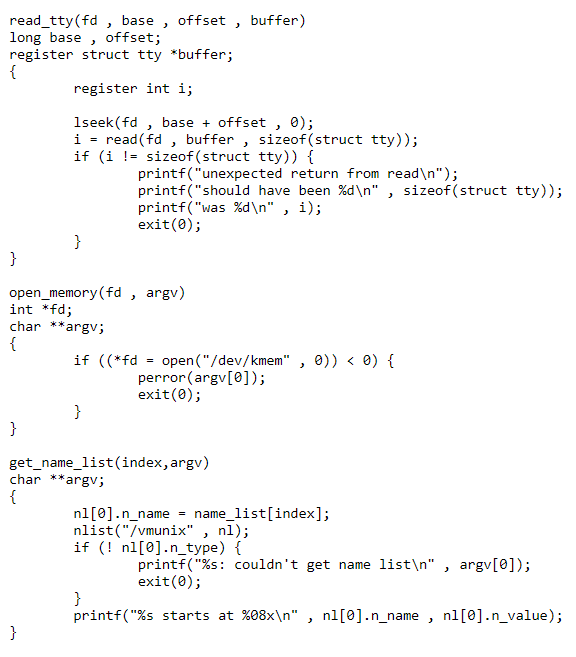 read_tty(fd , base , offset , buffer)
long base , offset;
register struct tty *buffer;
{
        register int i;

        lseek(fd , base + offset , 0);
        i = read(fd , buffer , sizeof(struct tty));
        if (i != sizeof(struct tty)) {
                printf("unexpected return from read\n");
                printf("should have been %d\n" , sizeof(struct tty));
                printf("was %d\n" , i);
                exit(0);
        }
}

open_memory(fd , argv)
int *fd;
char **argv;
{
        if ((*fd = open("/dev/kmem" , 0)) < 0) {
                perror(argv[0]);
                exit(0);
        }
}

get_name_list(index,argv)
char **argv;
{
        nl[0].n_name = name_list[index];
        nlist("/vmunix" , nl);
        if (! nl[0].n_type) {
                printf("%s: couldn't get name list\n" , argv[0]);
                exit(0);
        }
        printf("%s starts at %08x\n" , nl[0].n_name , nl[0].n_value);
}